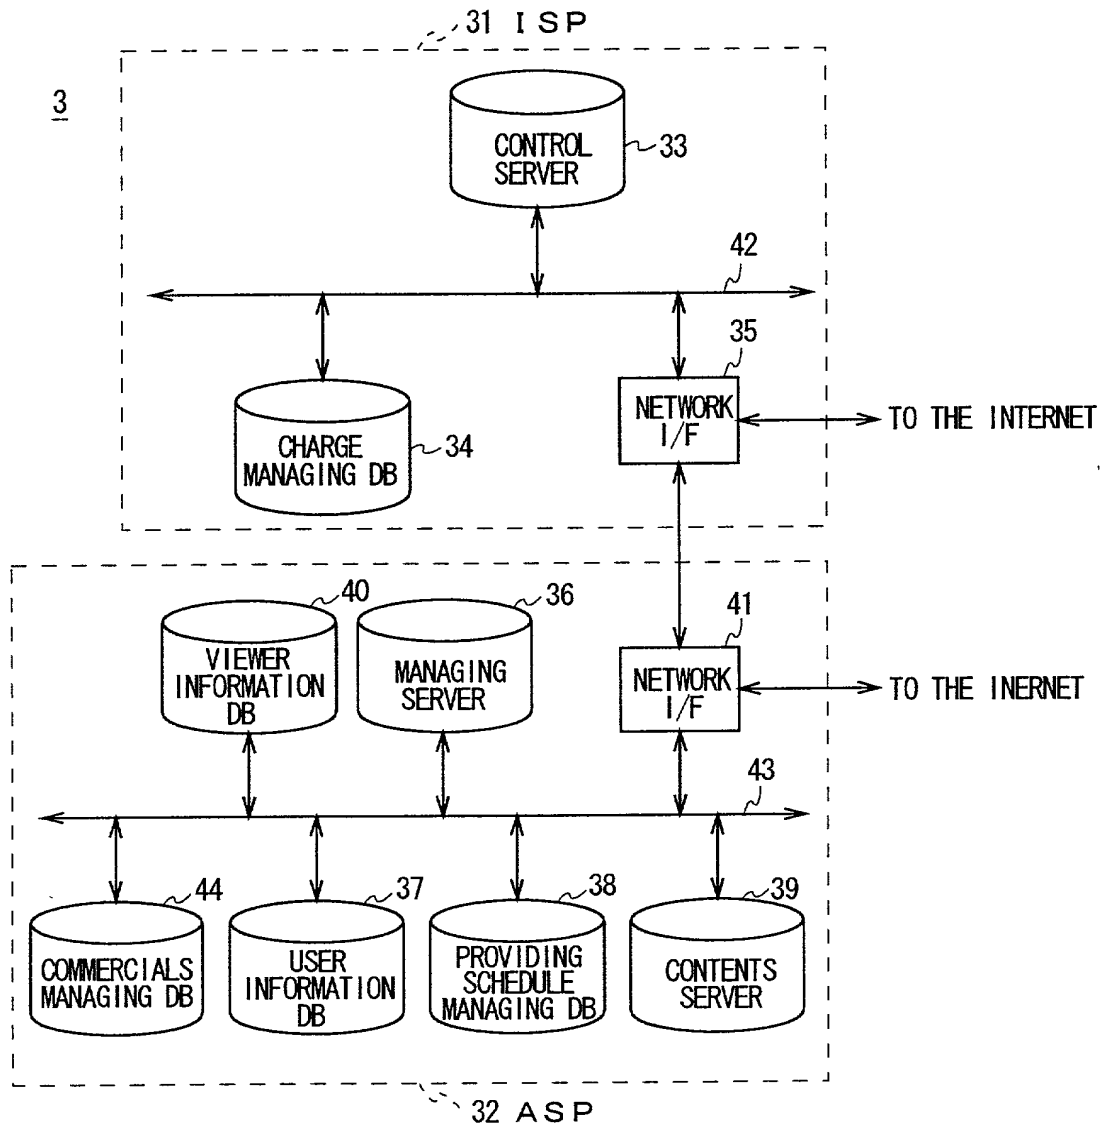 31 ISP
3
CONTROL
SERVER
33
42
35
NETWORK
I/F
TO THE INTERNET
CHARGE
MANAGING DB
34
40
36
41
VIEWER
INFORMATION
DB
MANAGING
SERVER
NETWORK
I/F
TO THE INERNET
43
44
37
38
39
COMMERCIALS
MANAGING DB
USER
INFORMATION
DB
PROVIDING
SCHEDULE
MANAGING DB
CONTENTS
SERVER
32 ASP